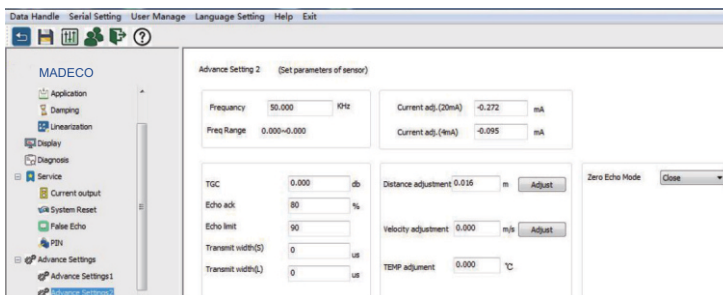 Data Handle Serial Setting User Manage Language Setting Help Exit
MADECO
Application
Damping
Linearization
Display
Diagnosis
Service
Current output
System Reset
False Echo
PIN
Advance Settings
Advance Settings1
Advance Settings2
Advance Setting 2 (Set parameters of sensor)
Frequancy 50.000 KHz
Freq Range 0.000~0.000
Current adj.(20mA) -0.272 mA
Current adj.(4mA) -0.095 mA
TGC 0.000 db
Echo ack 80 %
Echo limit 90
Transmit width(S) 0 us
Transmit width(L) 0 us
Distance adjustment 0.016 m Adjust
Velocity adjustment 0.000 m/s Adjust
TEMP adjument 0.000 °C
Zero Echo Mode Close